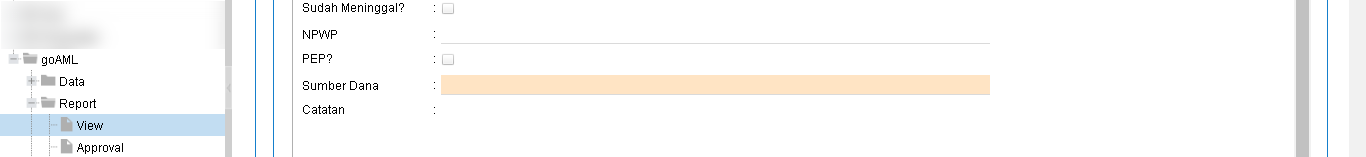 goAML
Data
Report
View
Approval
Sudah Meninggal? :
NPWP :
PEP? :
Sumber Dana :
Catatan :